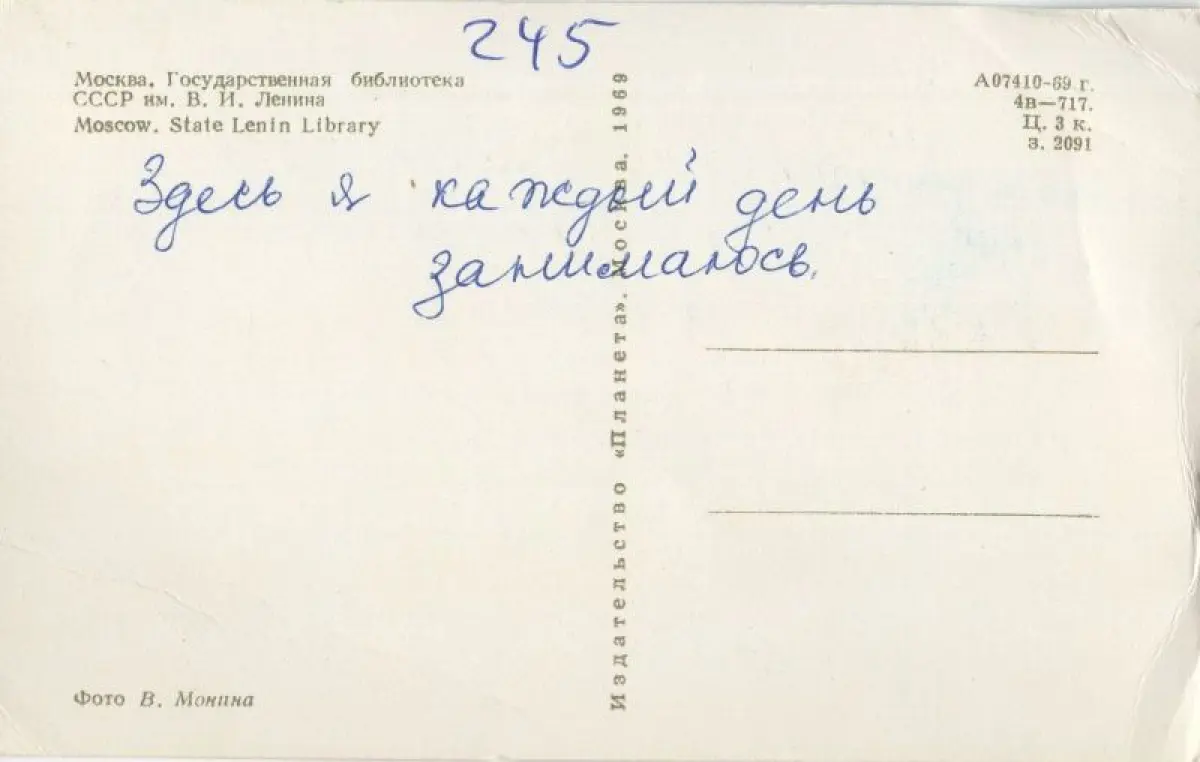 245
Москва. Государственная библиотека
СССР им. В. И. Ленина
Moscow. State Lenin Library
А07410-69 г.
4в—717.
Ц. 3 к.
з. 2091
Здесь я каждый день
занимаюсь.
Издательство «Планета». Москва. 1969
Фото В. Монина